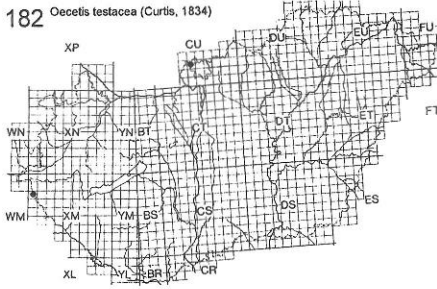 182 Oecetis testacea (Curtis, 1834)
XP
CU
DU
EU
FU
WN
XN
YN
BT
CT
DT
ET
FT
WM
XM
YM
BS
CS
DS
ES
XL
YL
BR
CR